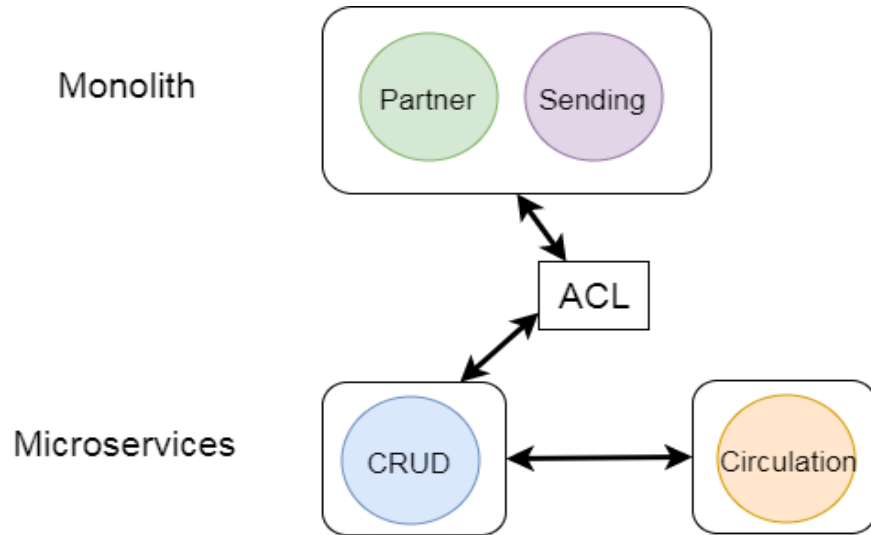 Monolith
Partner
Sending
ACL
Microservices
CRUD
Circulation